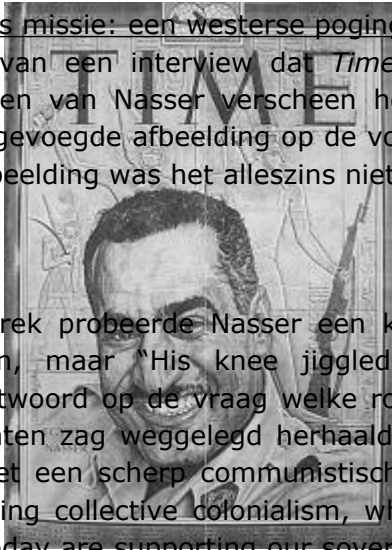 s missie: een westerse poging
van een interview dat Time
TIME
en van Nasser verscheen h
gevoegde afbeelding op de vo
beelding was het alleszins niet
rek probeerde Nasser een k
n, maar “His knee jiggled
twoord op de vraag welke ro
ten zag weggelegd herhaald
NASSER
et een scherp communistisch
ing collective colonialism, wh
day are supporting our sove